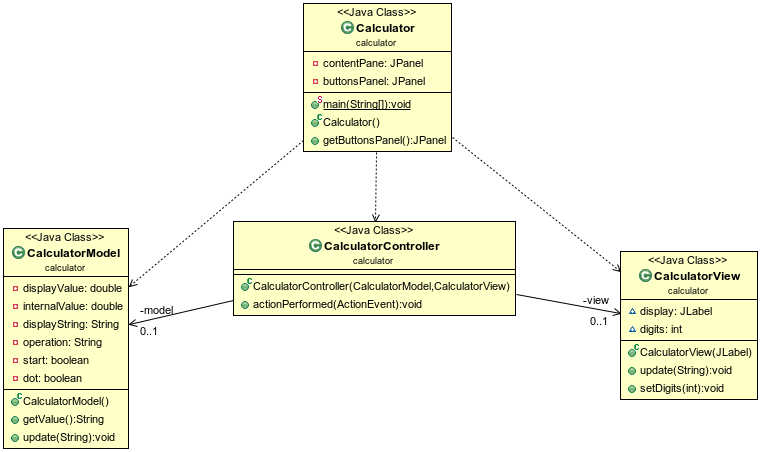 <<Java Class>>
Calculator
calculator
contentPane: JPanel
buttonsPanel: JPanel
main(String[]):void
Calculator()
getButtonsPanel():JPanel
<<Java Class>>
CalculatorModel
calculator
displayValue: double
internalValue: double
displayString: String
operation: String
start: boolean
dot: boolean
CalculatorModel()
getValue():String
update(String):void
-model
0..1
<<Java Class>>
CalculatorController
calculator
CalculatorController(CalculatorModel,CalculatorView)
actionPerformed(ActionEvent):void
-view
0..1
<<Java Class>>
CalculatorView
calculator
display: JLabel
digits: int
CalculatorView(JLabel)
update(String):void
setDigits(int):void